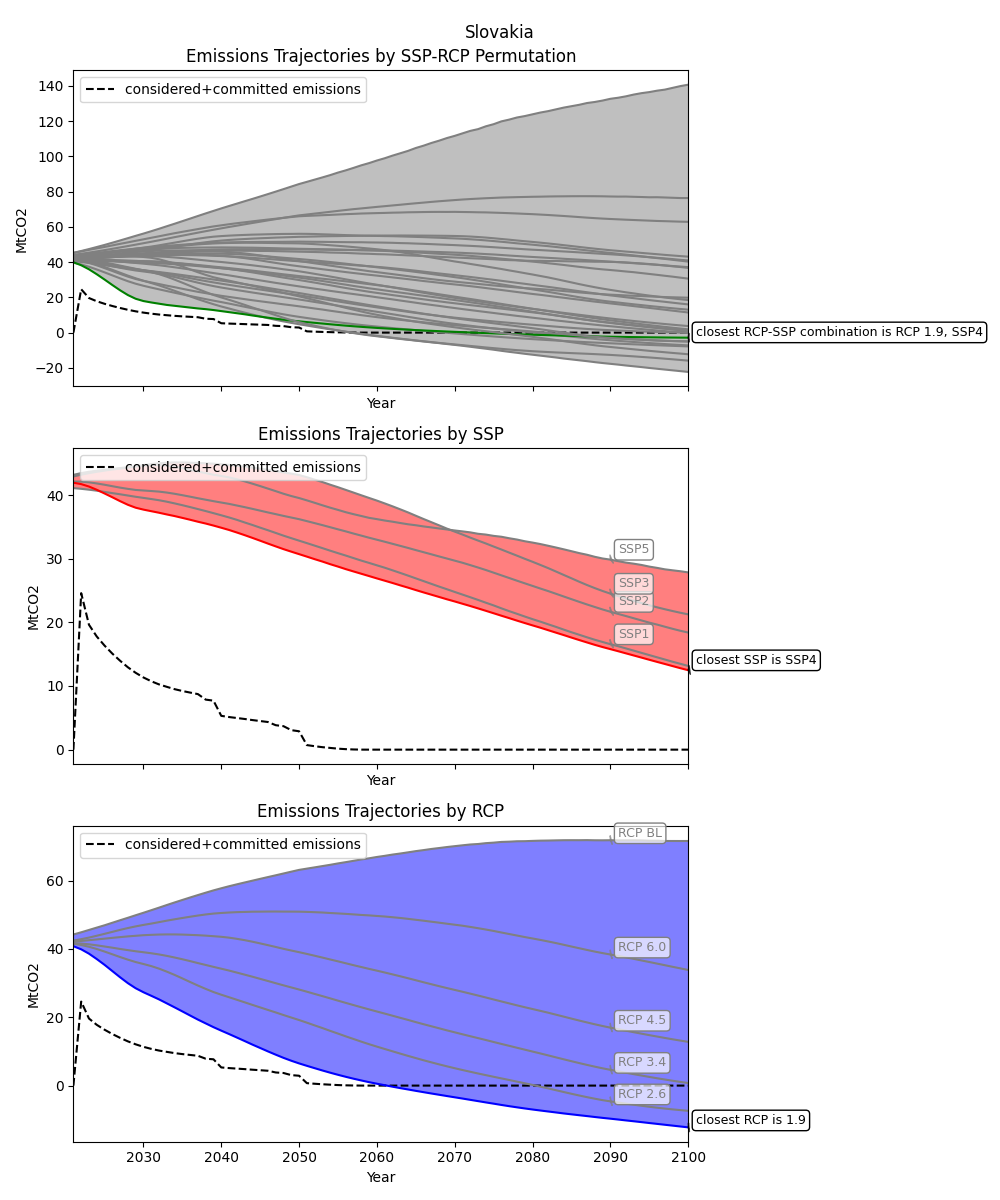 Slovakia
Emissions Trajectories by SSP-RCP Permutation
considered+committed emissions
MtCO2
140
120
100
80
60
40
20
0
−20
closest RCP-SSP combination is RCP 1.9, SSP4
Year
Emissions Trajectories by SSP
considered+committed emissions
MtCO2
40
30
20
10
0
SSP5
SSP3
SSP2
SSP1
closest SSP is SSP4
Year
Emissions Trajectories by RCP
considered+committed emissions
MtCO2
60
40
20
0
RCP BL
RCP 6.0
RCP 4.5
RCP 3.4
RCP 2.6
closest RCP is 1.9
2030 2040 2050 2060 2070 2080 2090 2100
Year